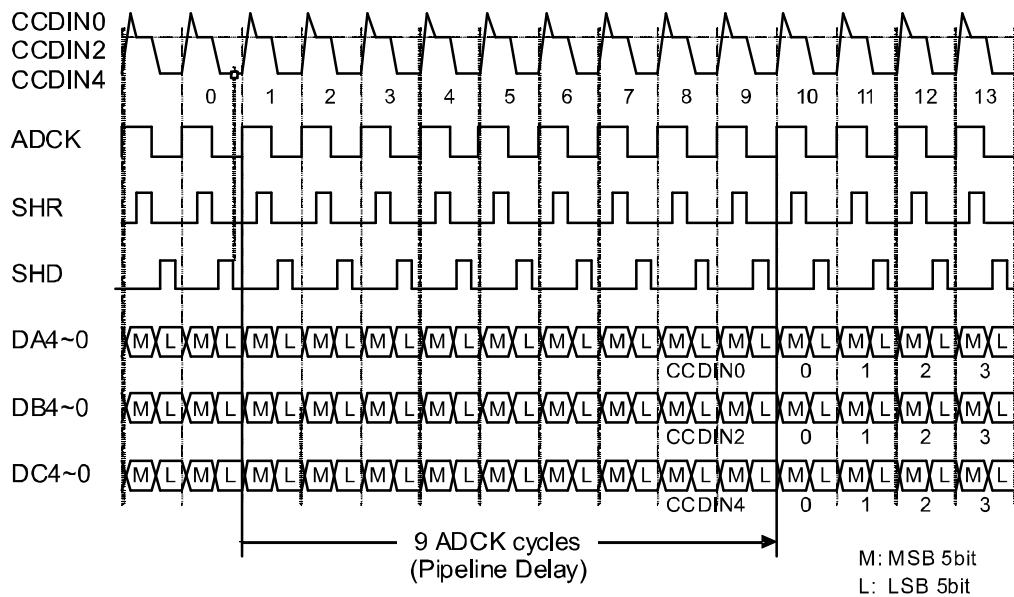 CCDIN0
CCDIN2
CCDIN4
0 1 2 3 4 5 6 7 8 9 10 11 12 13
ADCK
SHR
SHD
DA4~0 M L M L M L M L M L M L M L M L M L M L M L M L M L M L M L
CCDIN0 0 1 2 3
DB4~0 M L M L M L M L M L M L M L M L M L M L M L M L M L M L M L
CCDIN2 0 1 2 3
DC4~0 M L M L M L M L M L M L M L M L M L M L M L M L M L M L M L
CCDIN4 0 1 2 3
9 ADCK cycles
(Pipeline Delay)
M: MSB 5bit
L: LSB 5bit